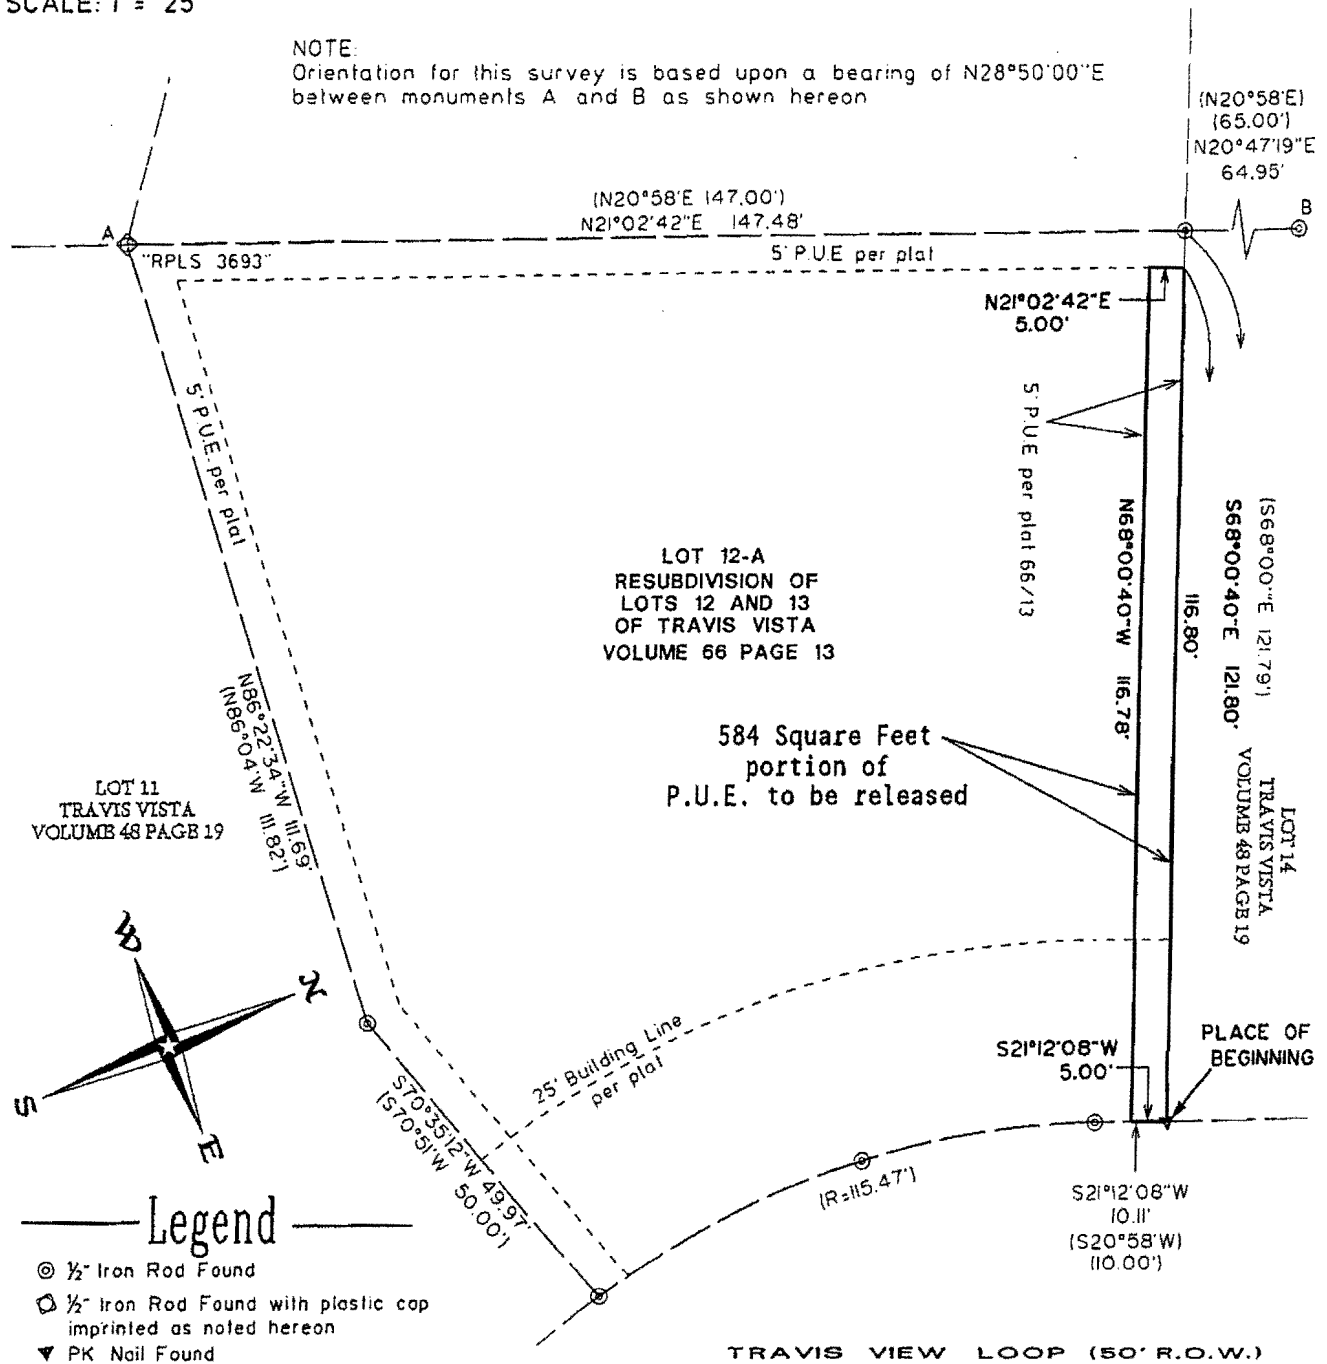 SCALE: 1" = 25'
NOTE:
Orientation for this survey is based upon a bearing of N28°50'00"E
between monuments A and B as shown hereon
(N20°58'E)
(65.00')
N20°47'19"E
64.95'
B
(N20°58'E 147.00')
N21°02'42"E 147.48'
A
"RPLS 3693"
5' P.U.E per plat
N21°02'42"E
5.00'
5' P.U.E. per plat
5' P.U.E per plat 66/13
N68°00'40"W 116.78'
116.80'
S68°00'40"E 121.80'
(S68°00'"E 121.79')
LOT 12-A
RESUBDIVISION OF
LOTS 12 AND 13
OF TRAVIS VISTA
VOLUME 66 PAGE 13
584 Square Feet
portion of
P.U.E. to be released
N86°22'34"W 111.69'
(N86°04'W 111.82')
LOT 11
TRAVIS VISTA
VOLUME 48 PAGE 19
LOT 14
TRAVIS VISTA
VOLUME 48 PAGE 19
W
N
S
E
25' Building Line
per plat
S21°12'08"W
5.00'
PLACE OF
BEGINNING
S70°35'12"W 49.97'
(S70°51'W 50.00')
(R=115.47')
S21°12'08"W
10.11'
(S20°58'W)
(10.00')
Legend
½" Iron Rod Found
½" Iron Rod Found with plastic cap
imprinted as noted hereon
PK Nail Found
TRAVIS VIEW LOOP (50' R.O.W.)